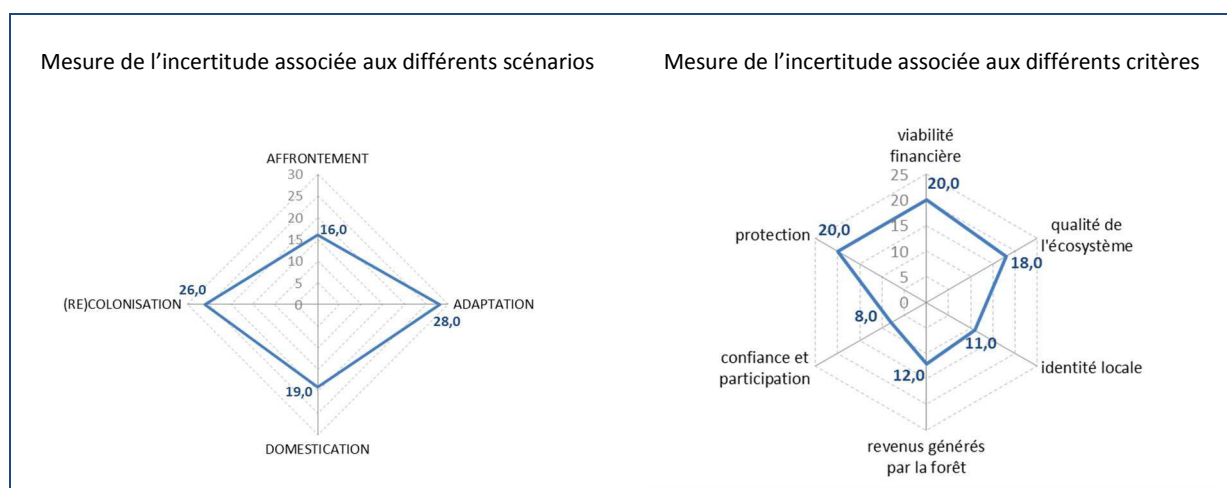 Mesure de l'incertitude associée aux différents scénarios
Mesure de l'incertitude associée aux différents critères
AFFRONTEMENT
30
25
20
15
10
5
0
16,0
ADAPTATION
28,0
DOMESTICATION
19,0
(RE)COLONISATION
26,0
viabilité
financière
25
20
15
10
5
0
20,0
qualité de
l'écosystème
18,0
identité locale
11,0
revenus générés
par la forêt
12,0
confiance et
participation
8,0
protection
20,0